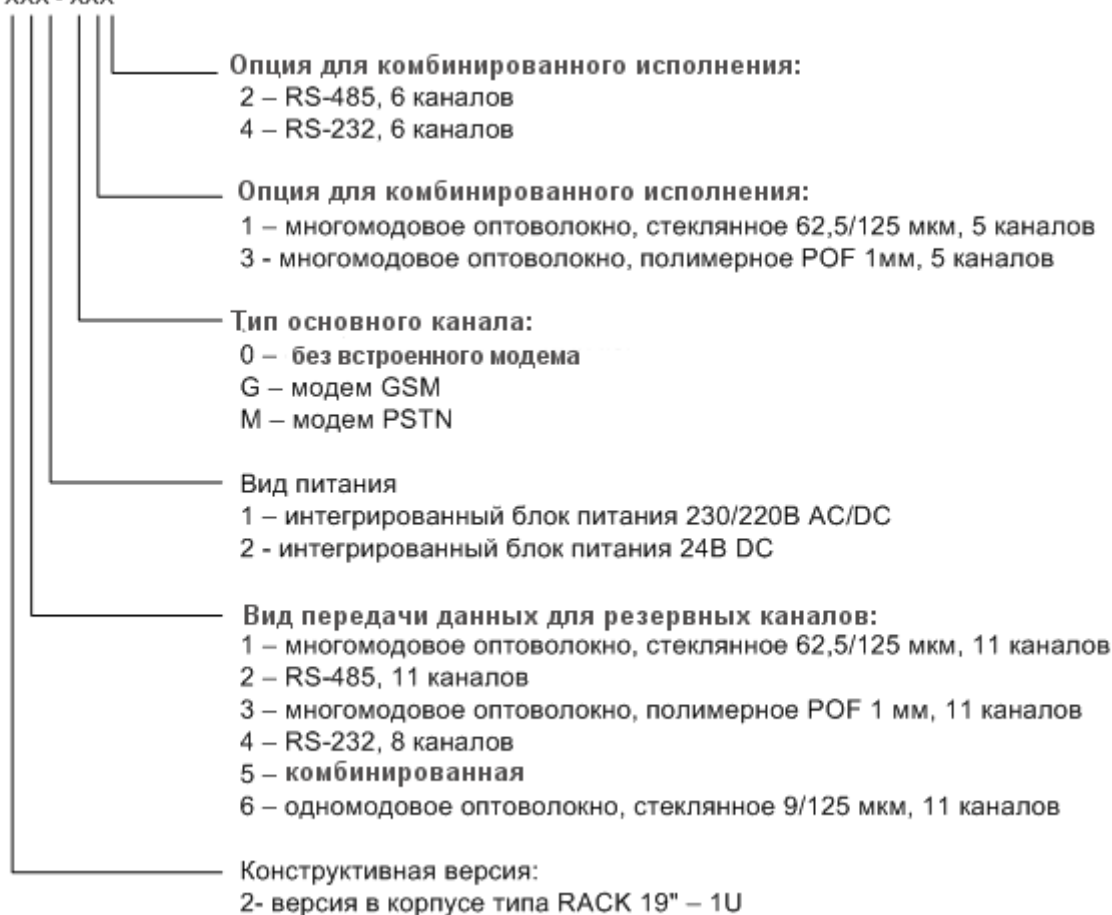 XXX - XXX
Опция для комбинированного исполнения:
2 – RS-485, 6 каналов
4 – RS-232, 6 каналов
Опция для комбинированного исполнения:
1 – многомодовое оптоволокно, стеклянное 62,5/125 мкм, 5 каналов
3 - многомодовое оптоволокно, полимерное POF 1мм, 5 каналов
Тип основного канала:
0 – без встроенного модема
G – модем GSM
M – модем PSTN
Вид питания
1 – интегрированный блок питания 230/220В AC/DC
2 - интегрированный блок питания 24В DC
Вид передачи данных для резервных каналов:
1 – многомодовое оптоволокно, стеклянное 62,5/125 мкм, 11 каналов
2 – RS-485, 11 каналов
3 – многомодовое оптоволокно, полимерное POF 1 мм, 11 каналов
4 – RS-232, 8 каналов
5 – комбинированная
6 – одномодовое оптоволокно, стеклянное 9/125 мкм, 11 каналов
Конструктивная версия:
2- версия в корпусе типа RACK 19" – 1U